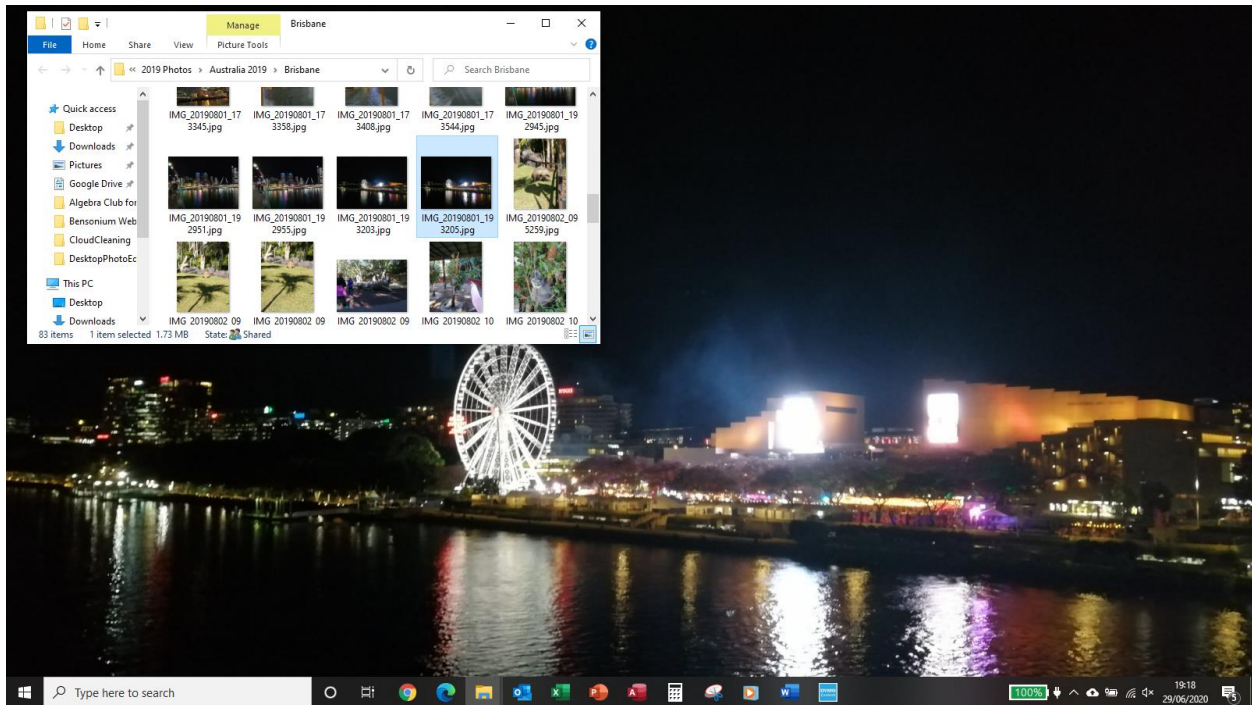 Manage
Brisbane
File
Home
Share
View
Picture Tools
« 2019 Photos › Australia 2019 › Brisbane
Search Brisbane
Quick access
Desktop
Downloads
Pictures
Google Drive
Algebra Club for
Bensonium Web
CloudCleaning
DesktopPhotoEc
This PC
Desktop
Downloads
IMG_20190801_17
3345.jpg
IMG_20190801_17
3358.jpg
IMG_20190801_17
3408.jpg
IMG_20190801_17
3544.jpg
IMG_20190801_19
2945.jpg
IMG_20190801_19
2951.jpg
IMG_20190801_19
2955.jpg
IMG_20190801_19
3203.jpg
IMG_20190801_19
3205.jpg
IMG_20190802_09
5259.jpg
IMG_20190802_09
IMG_20190802_09
IMG_20190802_09
IMG_20190802_10
IMG_20190802_10
83 items
1 item selected 1.73 MB
State: Shared
Type here to search
100%
19:18
29/06/2020
5